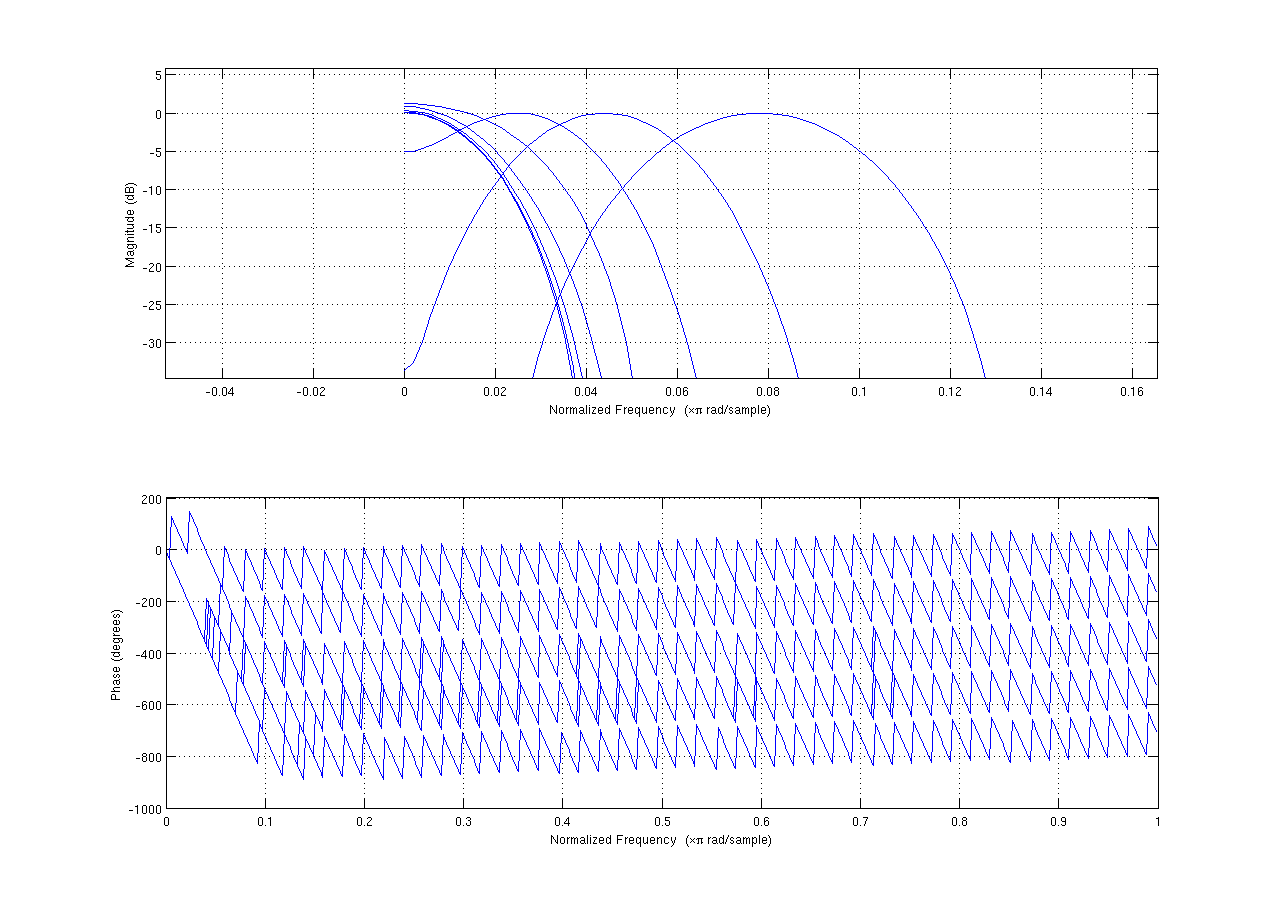 5
0
-5
-10
-15
-20
-25
-30
Magnitude (dB)
-0.04 -0.02 0 0.02 0.04 0.06 0.08 0.1 0.12 0.14 0.16
Normalized Frequency (×π rad/sample)
200
0
-200
-400
-600
-800
-1000
Phase (degrees)
0 0.1 0.2 0.3 0.4 0.5 0.6 0.7 0.8 0.9 1
Normalized Frequency (×π rad/sample)